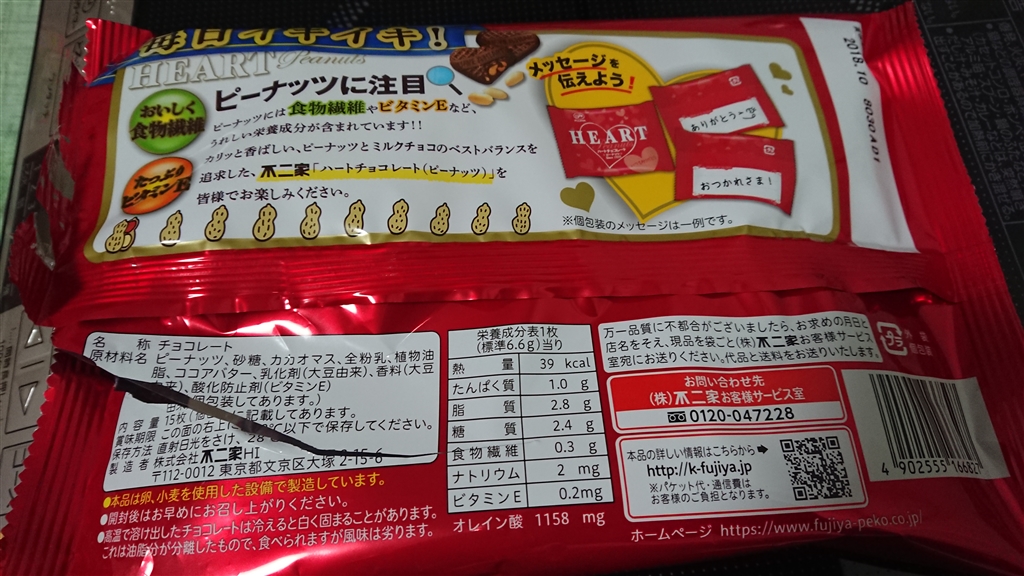 毎日イキイキ!
HEART Peanuts
おいしく
食物繊維
たっぷり
ビタミンE
ピーナッツに注目
ピーナッツには食物繊維やビタミンEなど、
うれしい栄養成分が含まれています!!
カリッと香ばしい、ピーナッツとミルクチョコのベストバランスを
追求した、不二家「ハートチョコレート(ピーナッツ)」を
皆様でお楽しみください。
メッセージを
伝えよう!
HEART
ありがとう
おつかれさま!
※個包装のメッセージは一例です。
2018.10 8030A01
名 称 チョコレート
原材料名 ピーナッツ、砂糖、カカオマス、全粉乳、植物油
脂、ココアバター、乳化剤(大豆由来)、香料(大豆
由来)、酸化防止剤(ビタミンE)
内容量 15枚
個包装してあります。)
賞味期限 この面の右上に記載してあります。
保存方法 直射日光をさけ、28℃以下で保存してください。
製造者 株式会社不二家HI
〒112-0012 東京都文京区大塚2-15-6
●本品は卵、小麦を使用した設備で製造しています。
●開封後はお早めにお召し上がりください。
●高温で溶け出したチョコレートは冷えると白く固まることがあります。
これは油脂分が分離したもので、食べられますが風味は劣ります。
栄養成分表1枚
(標準6.6g)当り
熱量 39 kcal
たんぱく質 1.0 g
脂質 2.8 g
糖質 2.4 g
食物繊維 0.3 g
ナトリウム 2 mg
ビタミンE 0.2mg
オレイン酸 1158 mg
万一品質に不都合がございましたら、お求めの月日と
店名をそえ、現品を袋ごと(株)不二家お客様サービス
室宛にお送りください。代品と送料をお送りいたします。
お問い合わせ先
(株)不二家お客様サービス室
0120-047228
本品の詳しい情報はこちらから
http://k-fujiya.jp
※パケット代・通信費は
お客様のご負担となります。
プラ
個包装
4 902555 166827
ホームページ https://www.fujiya-peko.co.jp/